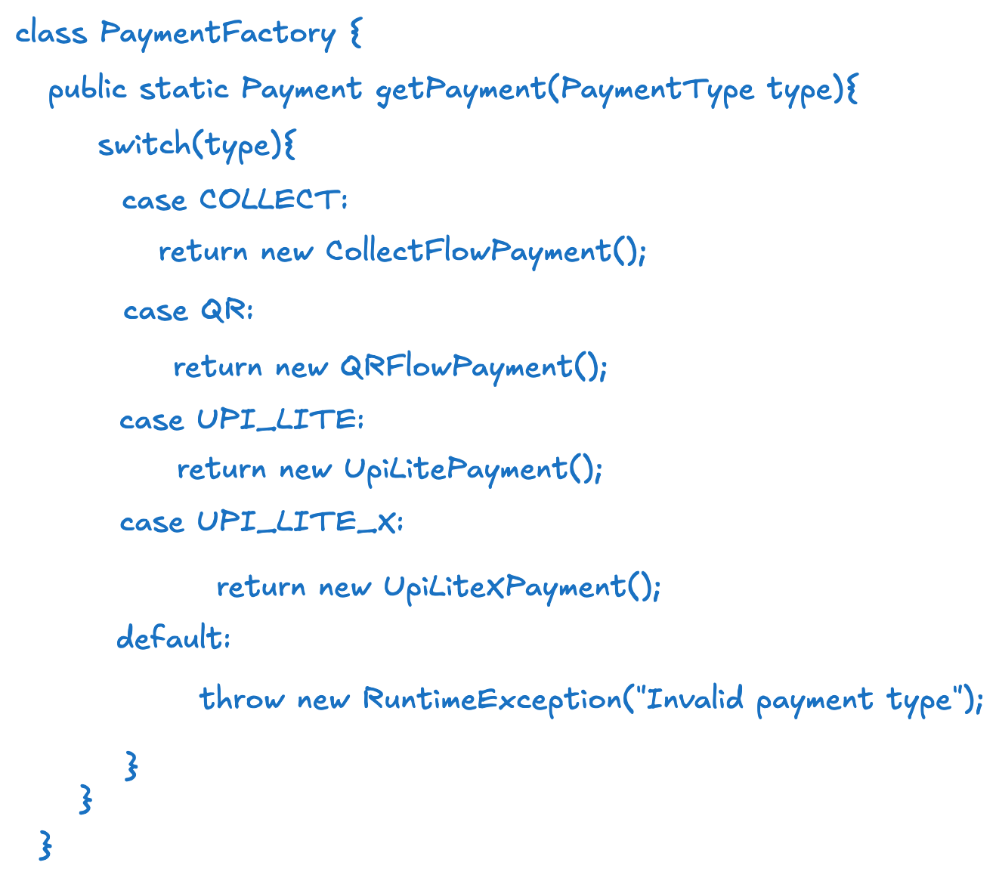 class PaymentFactory {
public static Payment getPayment(PaymentType type){
switch(type){
case COLLECT:
return new CollectFlowPayment();
case QR:
return new QRFlowPayment();
case UPI_LITE:
return new UpiLitePayment();
case UPI_LITE_X:
return new UpiLiteXPayment();
default:
throw new RuntimeException("Invalid payment type");
}
}
}